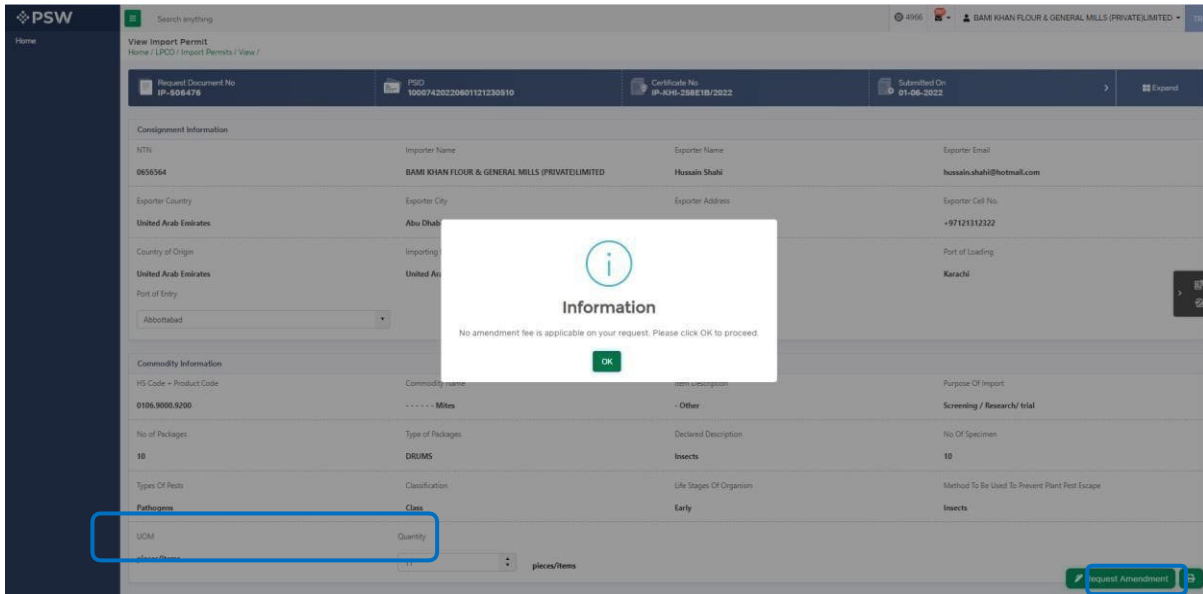 PSW
Search anything
4966
BAMI KHAN FLOUR & GENERAL MILLS (PRIVATE)LIMITED
TR
Home
View Import Permit
Home / LPCO / Import Permits / View /
Request Document No
IP-506476
PSID
10007420220601121230510
Certificate No
IP-KHI-258E1B/2022
Submitted On
01-06-2022
Expand
Consignment Information
NTN
Importer Name
Exporter Name
Exporter Email
0656564
BAMI KHAN FLOUR & GENERAL MILLS (PRIVATE)LIMITED
Hussain Shahi
hussain.shahi@hotmail.com
Exporter Country
Exporter City
Exporter Address
Exporter Cell No.
United Arab Emirates
Abu Dhab
+97121312322
Country of Origin
Importing
Port of Loading
United Arab Emirates
United Ar
Karachi
Port of Entry
Abbottabad
Information
No amendment fee is applicable on your request. Please click OK to proceed.
OK
Commodity Information
HS Code + Product Code
Commodity Name
Item Description
Purpose Of Import
0106.9000.9200
- - - - - - Mites
- Other
Screening / Research/ trial
No of Packages
Type of Packages
Declared Description
No Of Specimen
10
DRUMS
Insects
10
Types Of Pests
Classification
Life Stages Of Organism
Method To Be Used To Prevent Plant Pest Escape
Pathogens
Class
Early
Insects
UOM
Quantity
pieces/items
11
pieces/items
Request Amendment